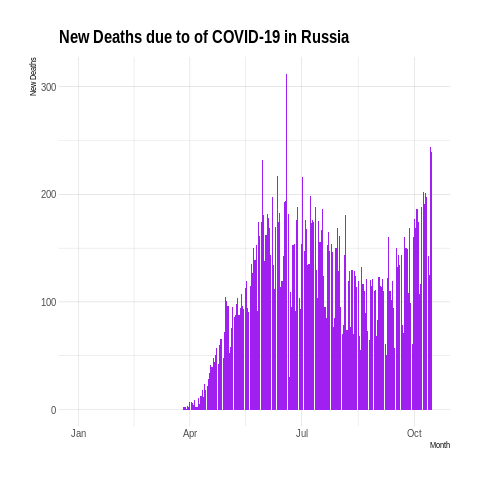 New Deaths due to of COVID-19 in Russia
New Deaths
300
200
100
0
Jan Apr Jul Oct
Month